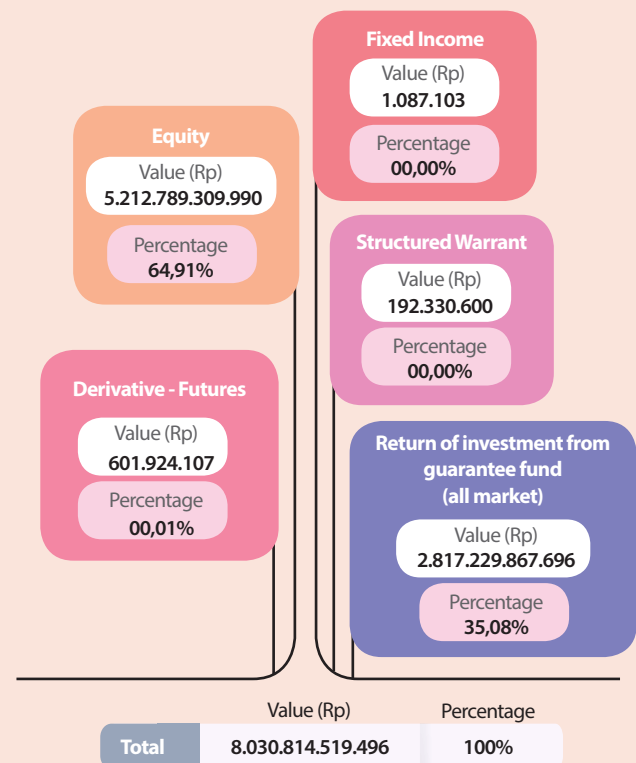 Fixed Income
Value (Rp)
1.087.103
Percentage
00,00%
Equity
Value (Rp)
5.212.789.309.990
Percentage
64,91%
Structured Warrant
Value (Rp)
192.330.600
Percentage
00,00%
Derivative - Futures
Value (Rp)
601.924.107
Percentage
00,01%
Return of investment from
guarantee fund
(all market)
Value (Rp)
2.817.229.867.696
Percentage
35,08%
Value (Rp) Percentage
Total 8.030.814.519.496 100%